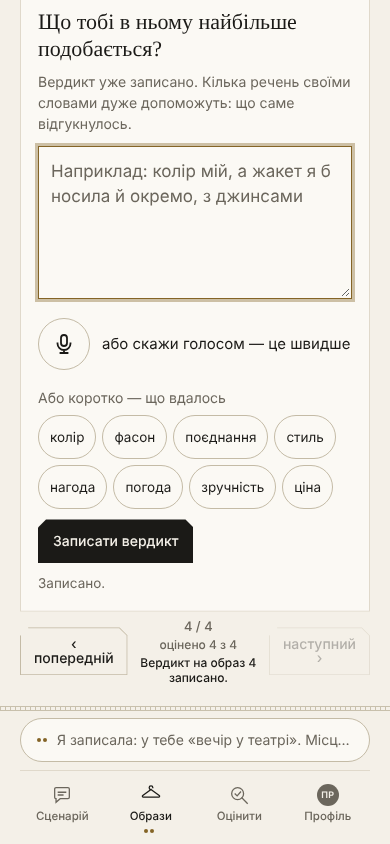 Що тобі в ньому найбільше
подобається?
Вердикт уже записано. Кілька речень своїми
словами дуже допоможуть: що саме
відгукнулось.
Наприклад: колір мій, а жакет я б
носила й окремо, з джинсами
або скажи голосом — це швидше
Або коротко — що вдалось
колір
фасон
поєднання
стиль
нагода
погода
зручність
ціна
Записати вердикт
Записано.
‹
попередній
4 / 4
оцінено 4 з 4
Вердикт на образ 4
записано.
наступний
›
Я записала: у тебе «вечір у театрі». Місц...
Сценарій
Образи
Оцінити
ПР
Профіль